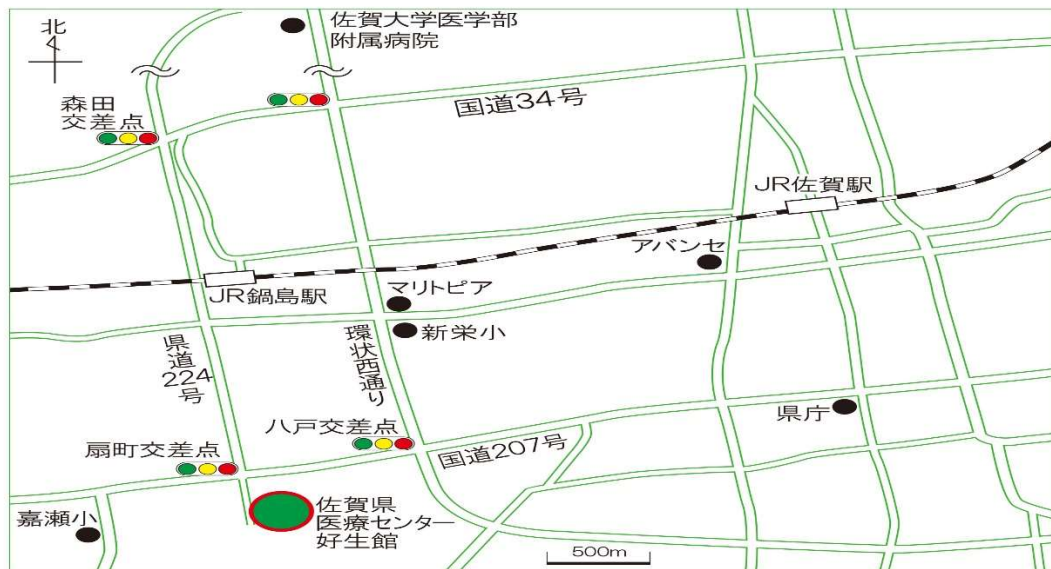 佐賀大学医学部
附属病院
北
森田
交差点
国道34号
JR佐賀駅
アバンセ
JR鍋島駅
マリトピア
新栄小
県道224号
環状西通り
県庁
八戸交差点
国道207号
扇町交差点
佐賀県
医療センター
好生館
嘉瀬小
500m